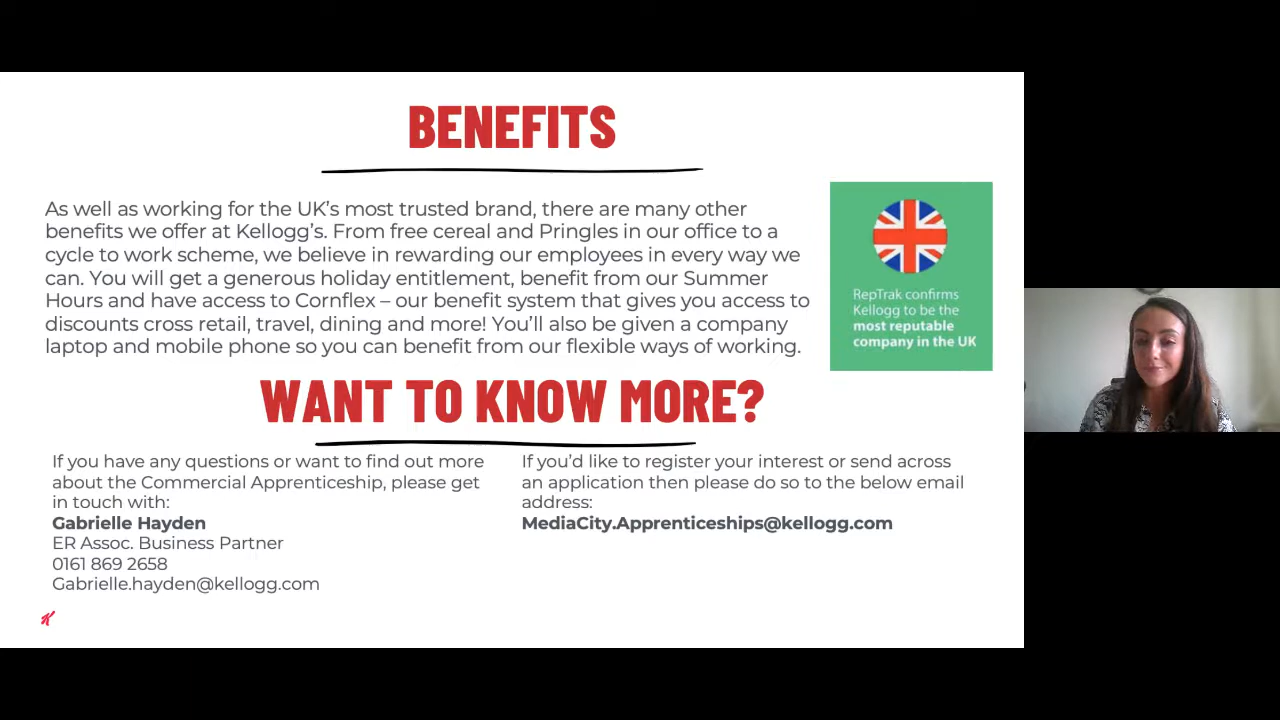 BENEFITS
As well as working for the UK's most trusted brand, there are many other
benefits we offer at Kellogg's. From free cereal and Pringles in our office to a
cycle to work scheme, we believe in rewarding our employees in every way we
can. You will get a generous holiday entitlement, benefit from our Summer
Hours and have access to Cornflex – our benefit system that gives you access to
discounts cross retail, travel, dining and more! You'll also be given a company
laptop and mobile phone so you can benefit from our flexible ways of working.
RepTrak confirms
Kellogg to be the
most reputable
company in the UK
WANT TO KNOW MORE?
If you have any questions or want to find out more
about the Commercial Apprenticeship, please get
in touch with:
Gabrielle Hayden
ER Assoc. Business Partner
0161 869 2658
Gabrielle.hayden@kellogg.com
If you'd like to register your interest or send across
an application then please do so to the below email
address:
MediaCity.Apprenticeships@kellogg.com
K